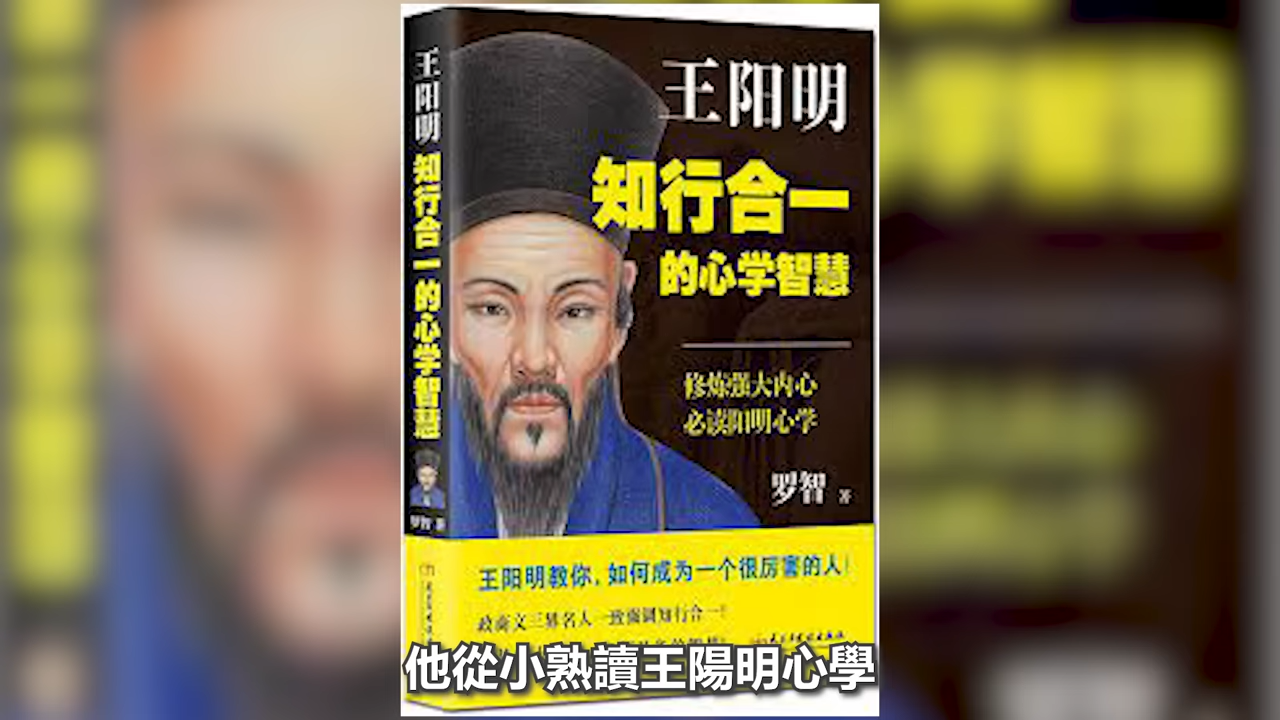 王阳明
知行合一的心学智慧
罗智 著
王阳明
知行合一
的心学智慧
修炼强大内心
必读阳明心学
罗智 著
王阳明教你，如何成为一个很厉害的人！
政商文三界名人一致强调知行合一！
他從小熟讀王陽明心學